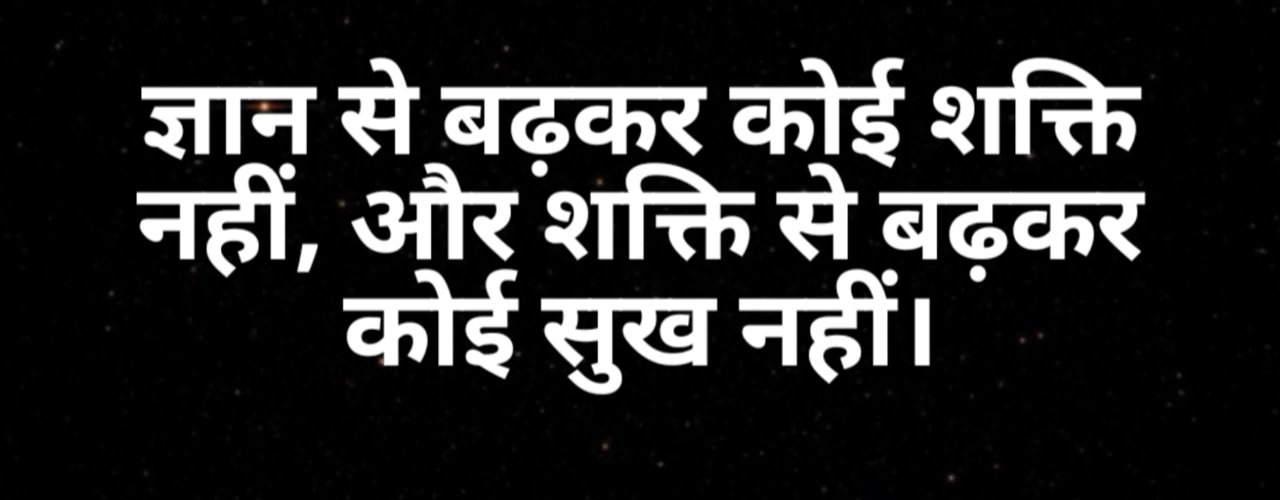 ज्ञान से बढ़कर कोई शक्ति
नहीं, और शक्ति से बढ़कर
कोई सुख नहीं।